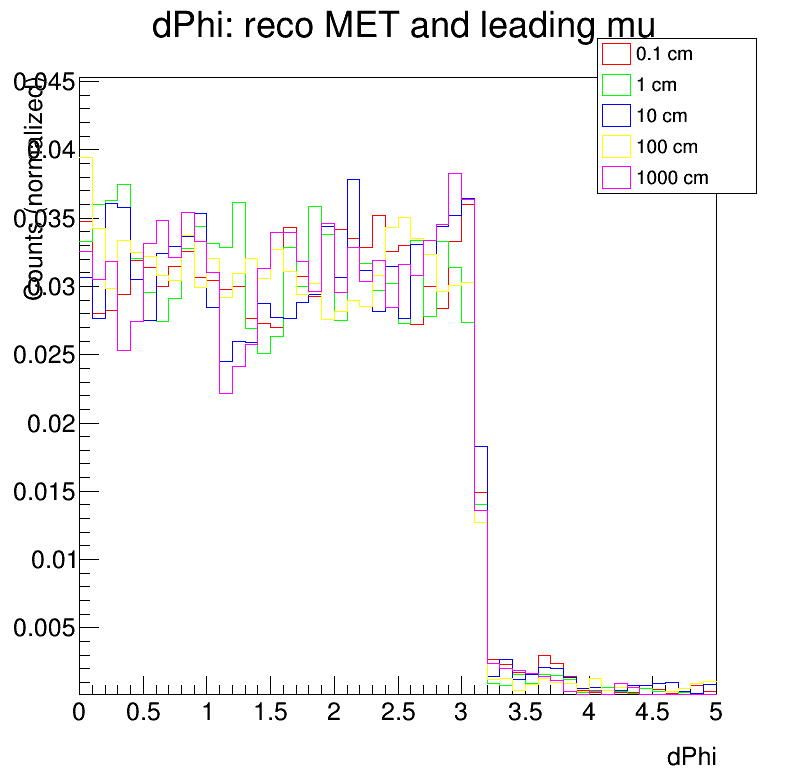 dPhi: reco MET and leading mu
0.1 cm
1 cm
10 cm
100 cm
1000 cm
Counts (normalized)
0.045
0.04
0.035
0.03
0.025
0.02
0.015
0.01
0.005
0 0.5 1 1.5 2 2.5 3 3.5 4 4.5 5
dPhi